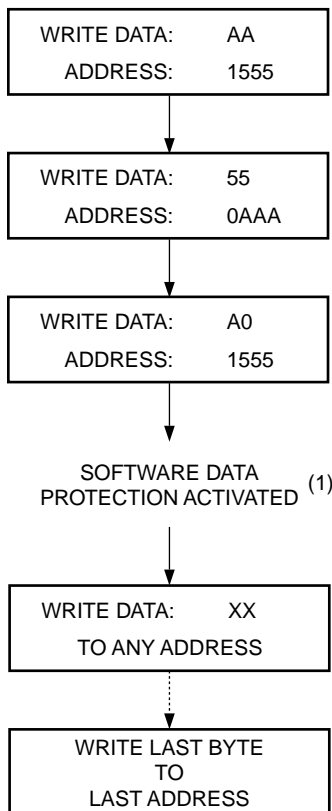 WRITE DATA: AA
ADDRESS: 1555
WRITE DATA: 55
ADDRESS: 0AAA
WRITE DATA: A0
ADDRESS: 1555
SOFTWARE DATA
PROTECTION ACTIVATED (1)
WRITE DATA: XX
TO ANY ADDRESS
WRITE LAST BYTE
TO
LAST ADDRESS